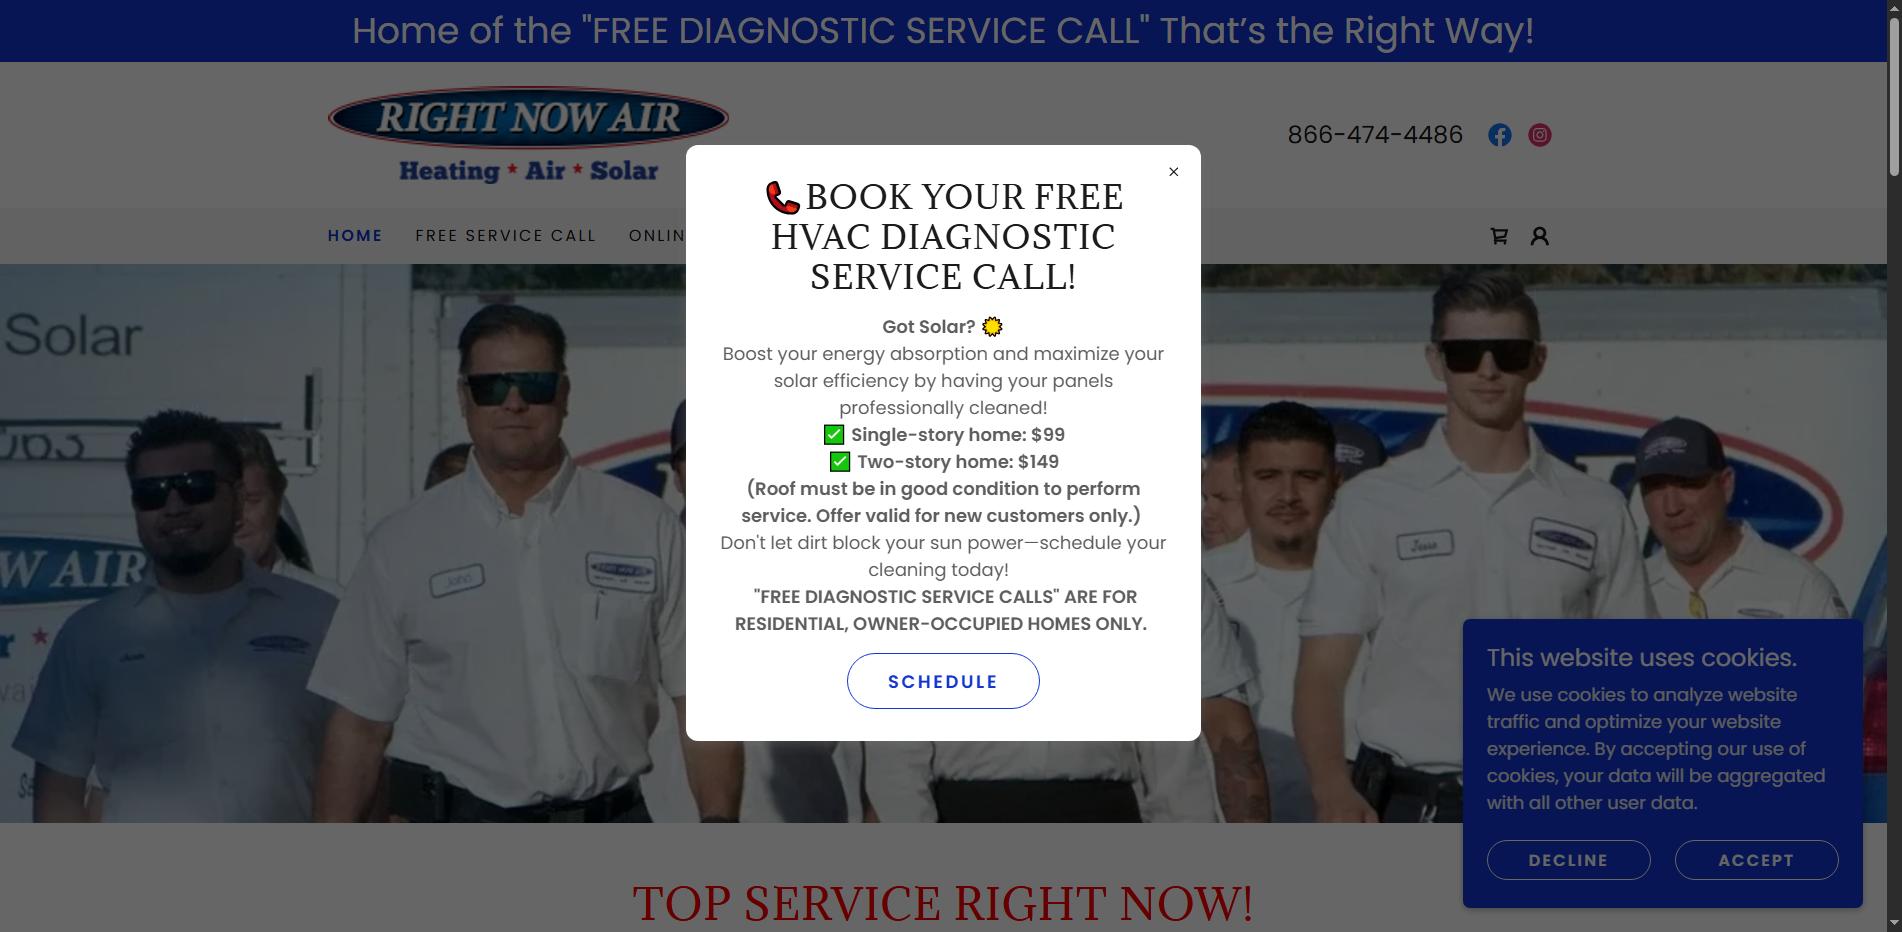 Home of the "FREE DIAGNOSTIC SERVICE CALL" That’s the Right Way!
RIGHT NOW AIR
Heating ★ Air ★ Solar
866-474-4486
HOME
FREE SERVICE CALL
📞BOOK YOUR FREE
HVAC DIAGNOSTIC
SERVICE CALL!
Got Solar? ☀️
Boost your energy absorption and maximize your
solar efficiency by having your panels
professionally cleaned!
✅ Single-story home: $99
✅ Two-story home: $149
(Roof must be in good condition to perform
service. Offer valid for new customers only.)
Don't let dirt block your sun power—schedule your
cleaning today!
"FREE DIAGNOSTIC SERVICE CALLS" ARE FOR
RESIDENTIAL, OWNER-OCCUPIED HOMES ONLY.
SCHEDULE
Solar
W AIR
John
Jesse
This website uses cookies.
We use cookies to analyze website
traffic and optimize your website
experience. By accepting our use of
cookies, your data will be aggregated
with all other user data.
DECLINE
ACCEPT
TOP SERVICE RIGHT NOW!